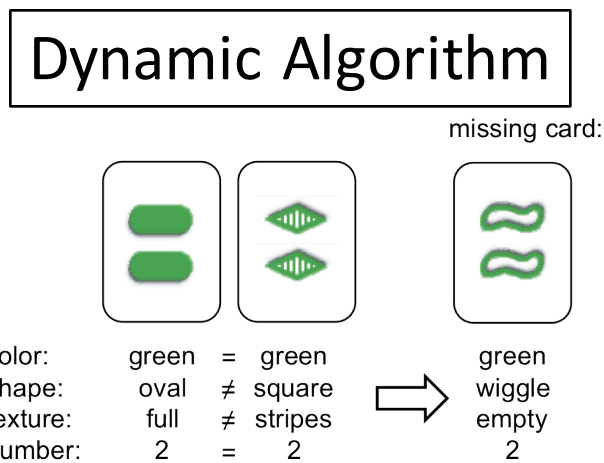 Dynamic Algorithm
missing card:
olor: green = green green
hape: oval ≠ square wiggle
exture: full ≠ stripes empty
umber: 2 = 2 2